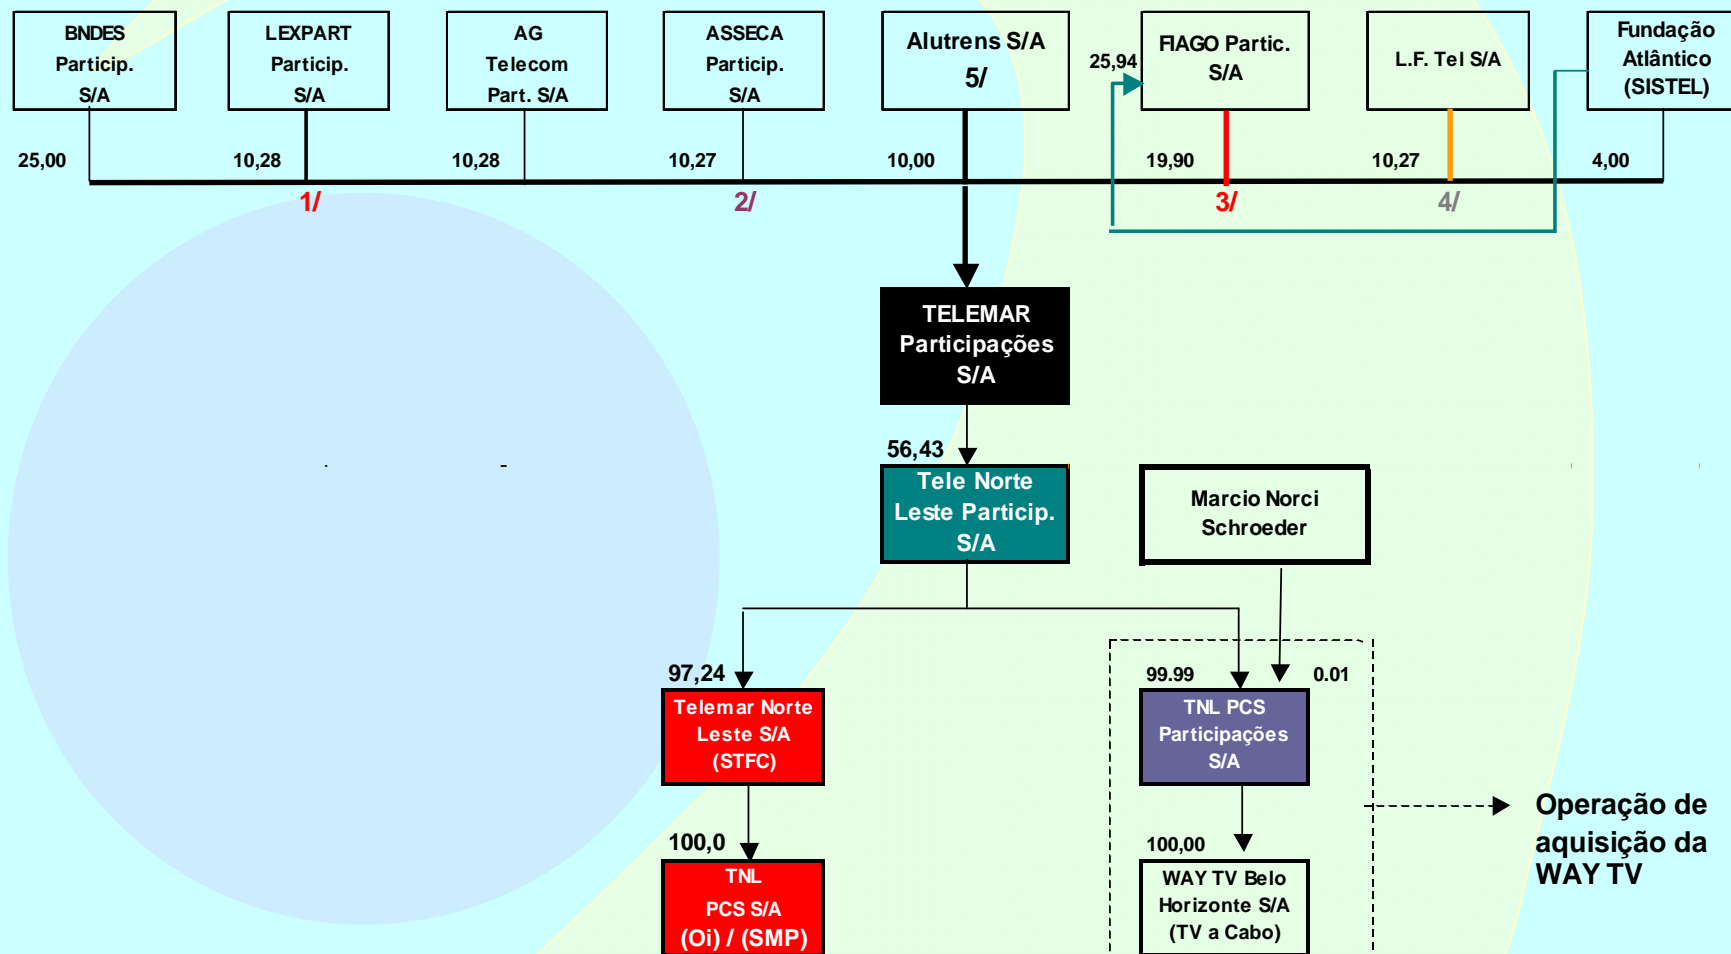 BNDES
Particip.
S/A
LEXPART
Particip.
S/A
AG
Telecom
Part. S/A
ASSECA
Particip.
S/A
Alutrens S/A
5/
25,94
FIAGO Partic.
S/A
L.F. Tel S/A
Fundação
Atlântico
(SISTEL)
25,00
10,28
10,28
10,27
10,00
19,90
10,27
4,00
1/
2/
3/
4/
TELEMAR
Participações
S/A
56,43
Tele Norte
Leste Particip.
S/A
Marcio Norci
Schroeder
97,24
99.99
0.01
Telemar Norte
Leste S/A
(STFC)
TNL PCS
Participações
S/A
Operação de
aquisição da
WAY TV
100,0
100,00
TNL
PCS S/A
(Oi) / (SMP)
WAY TV Belo
Horizonte S/A
(TV a Cabo)